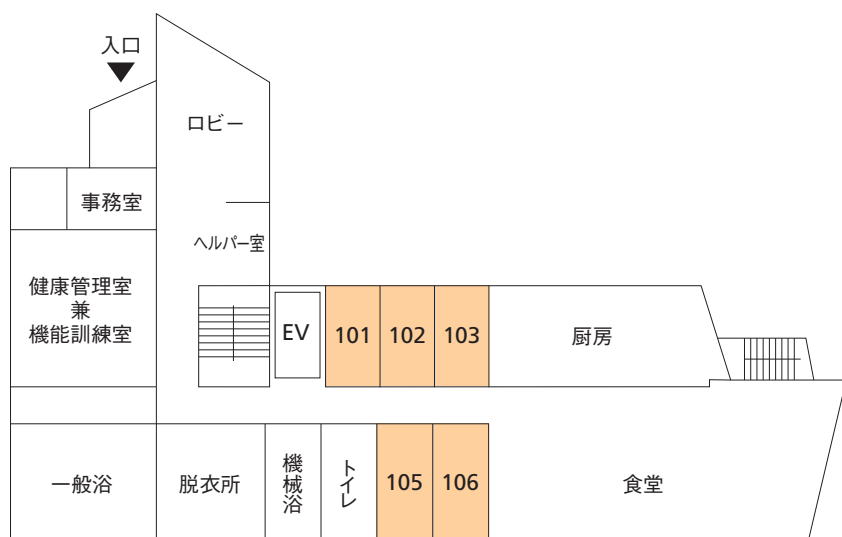 入口
ロビー
事務室
ヘルパー室
健康管理室
兼
機能訓練室
EV
101
102
103
厨房
一般浴
脱衣所
機械浴
トイレ
105
106
食堂